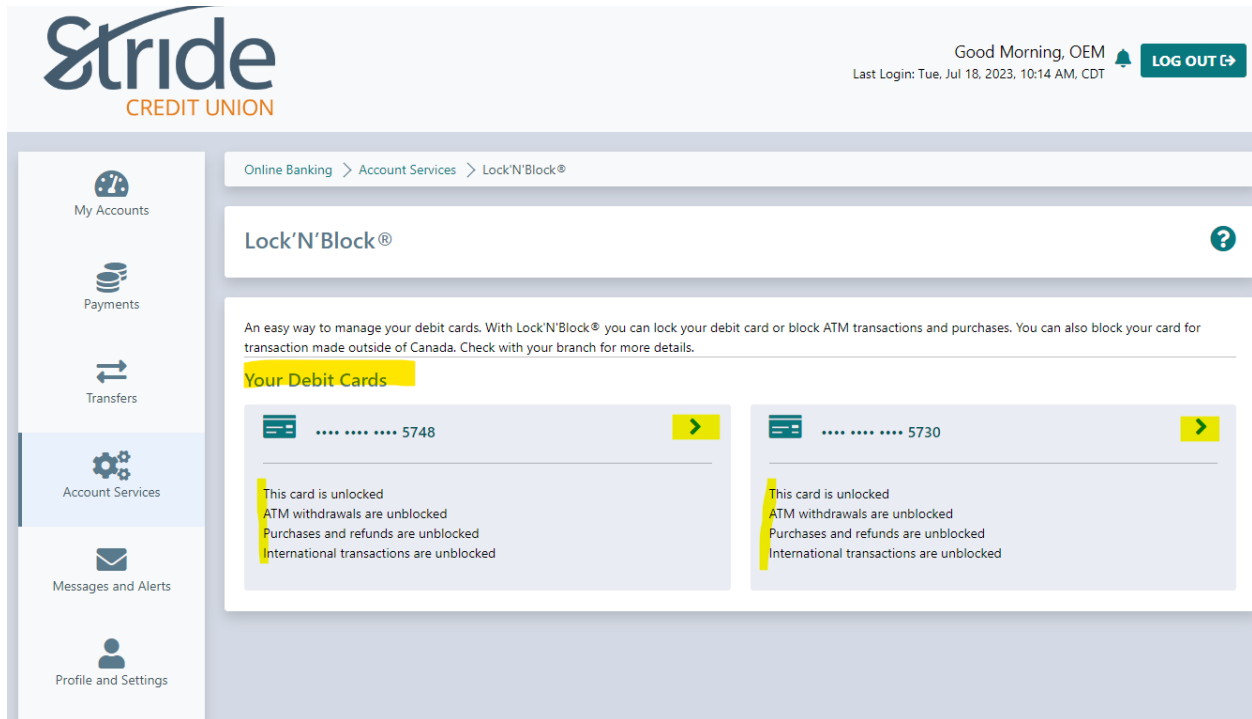 Stride
CREDIT UNION
Good Morning, OEM
LOG OUT
Last Login: Tue, Jul 18, 2023, 10:14 AM, CDT
My Accounts
Payments
Transfers
Account Services
Messages and Alerts
Profile and Settings
Online Banking > Account Services > Lock'N'Block®
Lock’N’Block®
?
An easy way to manage your debit cards. With Lock'N'Block® you can lock your debit card or block ATM transactions and purchases. You can also block your card for
transaction made outside of Canada. Check with your branch for more details.
Your Debit Cards
•••• •••• •••• 5748
This card is unlocked
ATM withdrawals are unblocked
Purchases and refunds are unblocked
International transactions are unblocked
•••• •••• •••• 5730
This card is unlocked
ATM withdrawals are unblocked
Purchases and refunds are unblocked
International transactions are unblocked